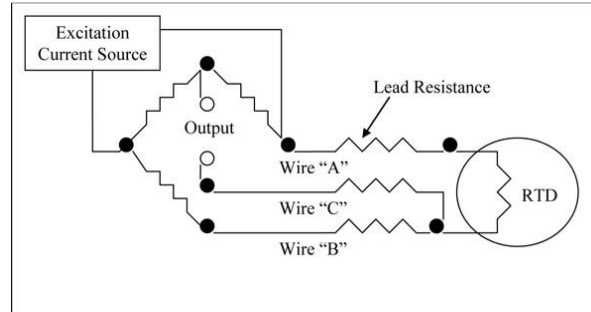 Excitation
Current Source
Lead Resistance
Output
Wire “A”
Wire “C”
RTD
Wire “B”